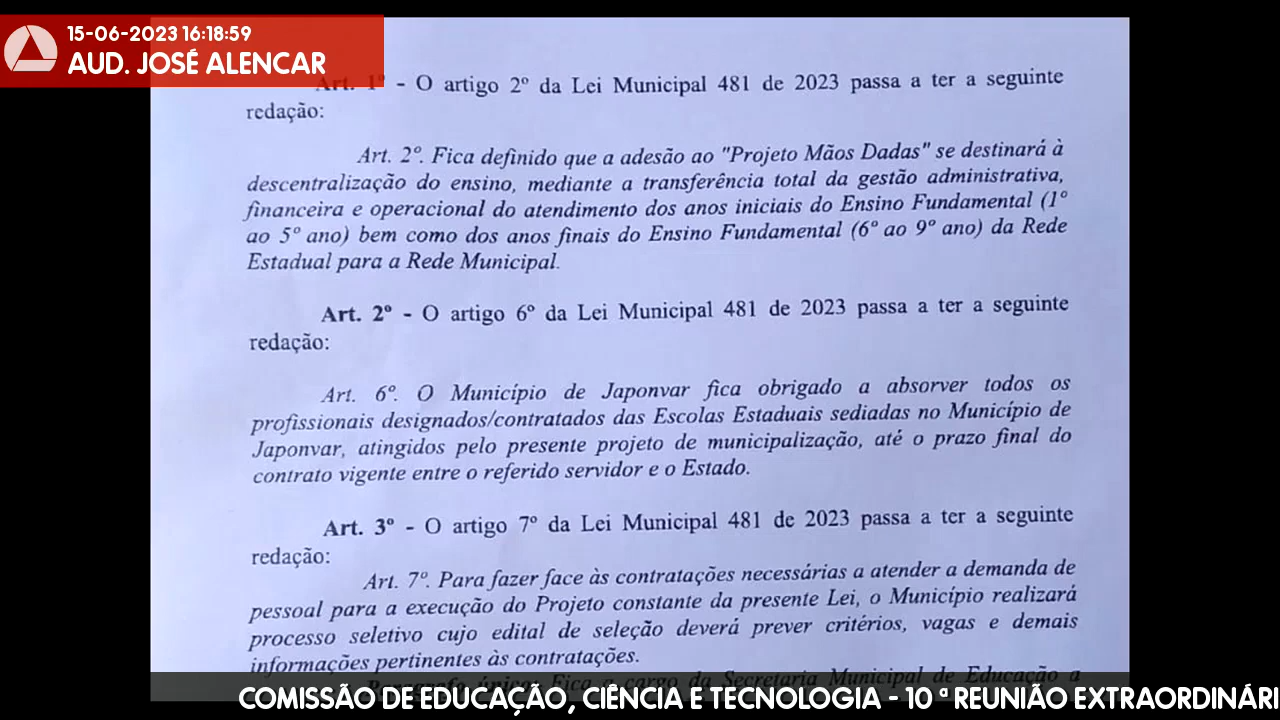 15-06-2023 16:18:59
AUD. JOSÉ ALENCAR
Art. 1º - O artigo 2º da Lei Municipal 481 de 2023 passa a ter a seguinte
redação:
Art. 2º. Fica definido que a adesão ao "Projeto Mãos Dadas" se destinará à
descentralização do ensino, mediante a transferência total da gestão administrativa,
financeira e operacional do atendimento dos anos iniciais do Ensino Fundamental (1º
ao 5º ano) bem como dos anos finais do Ensino Fundamental (6º ao 9º ano) da Rede
Estadual para a Rede Municipal.
Art. 2º - O artigo 6º da Lei Municipal 481 de 2023 passa a ter a seguinte
redação:
Art. 6º. O Município de Japonvar fica obrigado a absorver todos os
profissionais designados/contratados das Escolas Estaduais sediadas no Município de
Japonvar, atingidos pelo presente projeto de municipalização, até o prazo final do
contrato vigente entre o referido servidor e o Estado.
Art. 3º - O artigo 7º da Lei Municipal 481 de 2023 passa a ter a seguinte
redação:
Art. 7º. Para fazer face às contratações necessárias a atender a demanda de
pessoal para a execução do Projeto constante da presente Lei, o Município realizará
processo seletivo cujo edital de seleção deverá prever critérios, vagas e demais
informações pertinentes às contratações.
Parágrafo único: Fica a cargo da Secretaria Municipal de Educação a
COMISSÃO DE EDUCAÇÃO, CIÊNCIA E TECNOLOGIA - 10 ª REUNIÃO EXTRAORDINÁRI